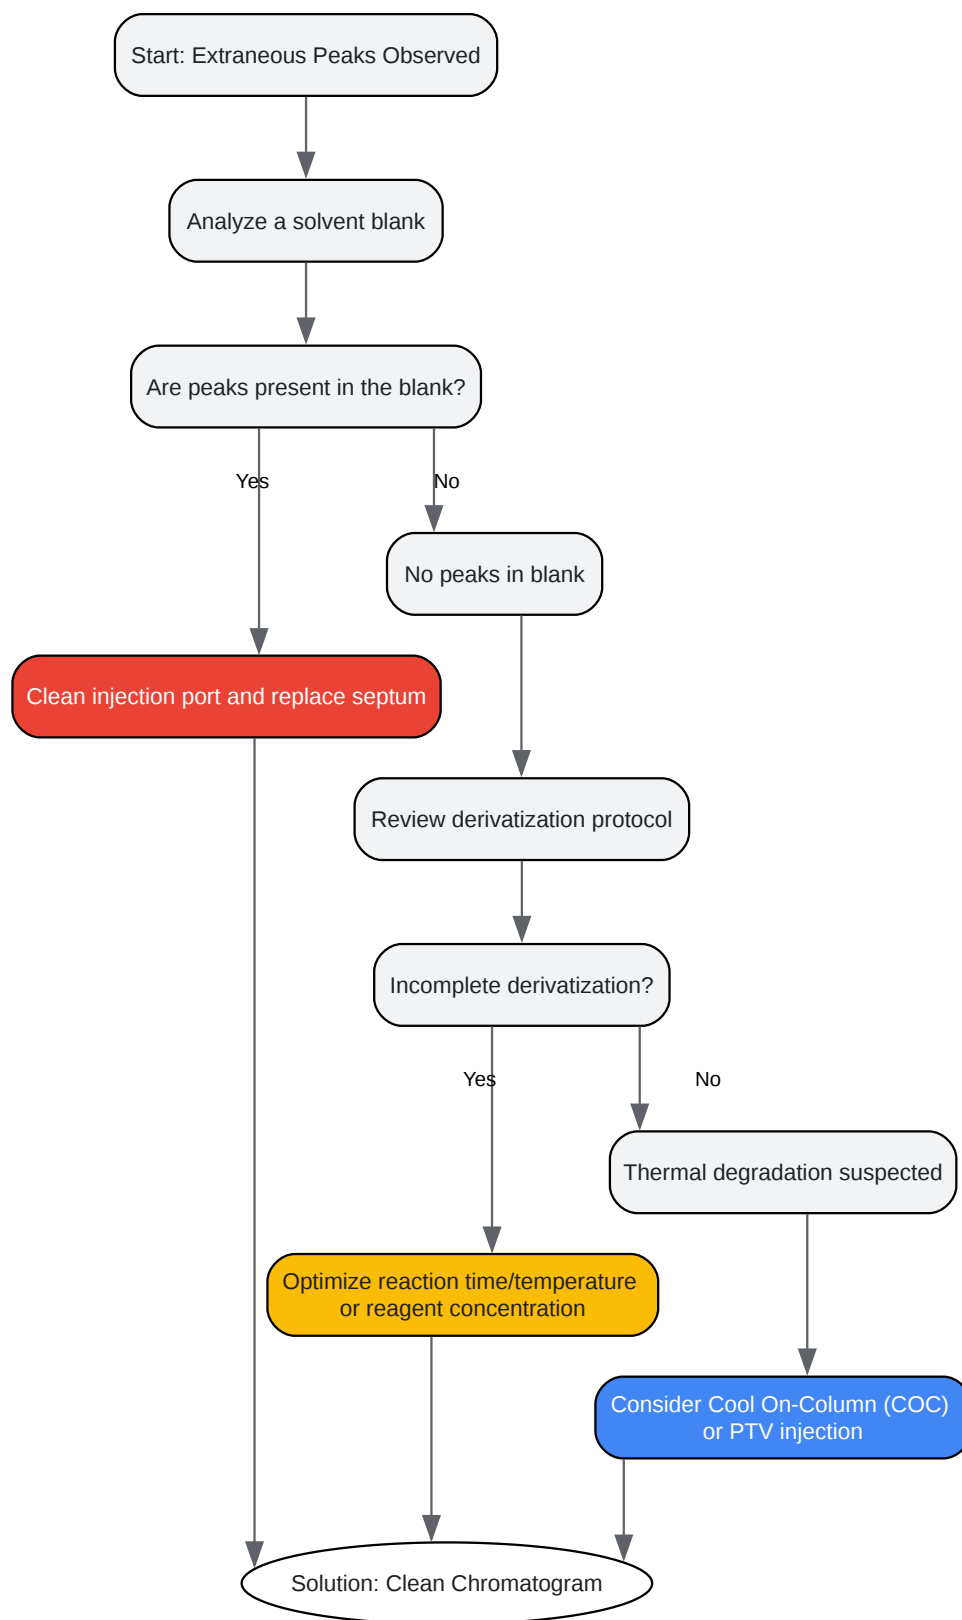 Start: Extraneous Peaks Observed
Analyze a solvent blank
Are peaks present in the blank?
Yes
No
No peaks in blank
Clean injection port and replace septum
Review derivatization protocol
Incomplete derivatization?
Yes
No
Thermal degradation suspected
Optimize reaction time/temperature
or reagent concentration
Consider Cool On-Column (COC)
or PTV injection
Solution: Clean Chromatogram